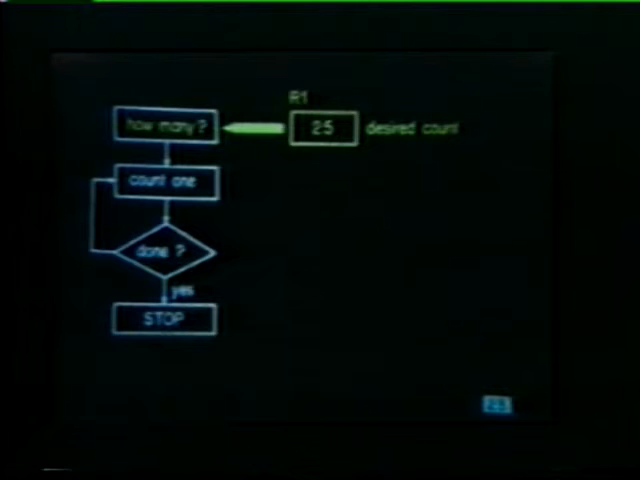 R1
how many? 25 desired count
count one
done ?
yes
STOP